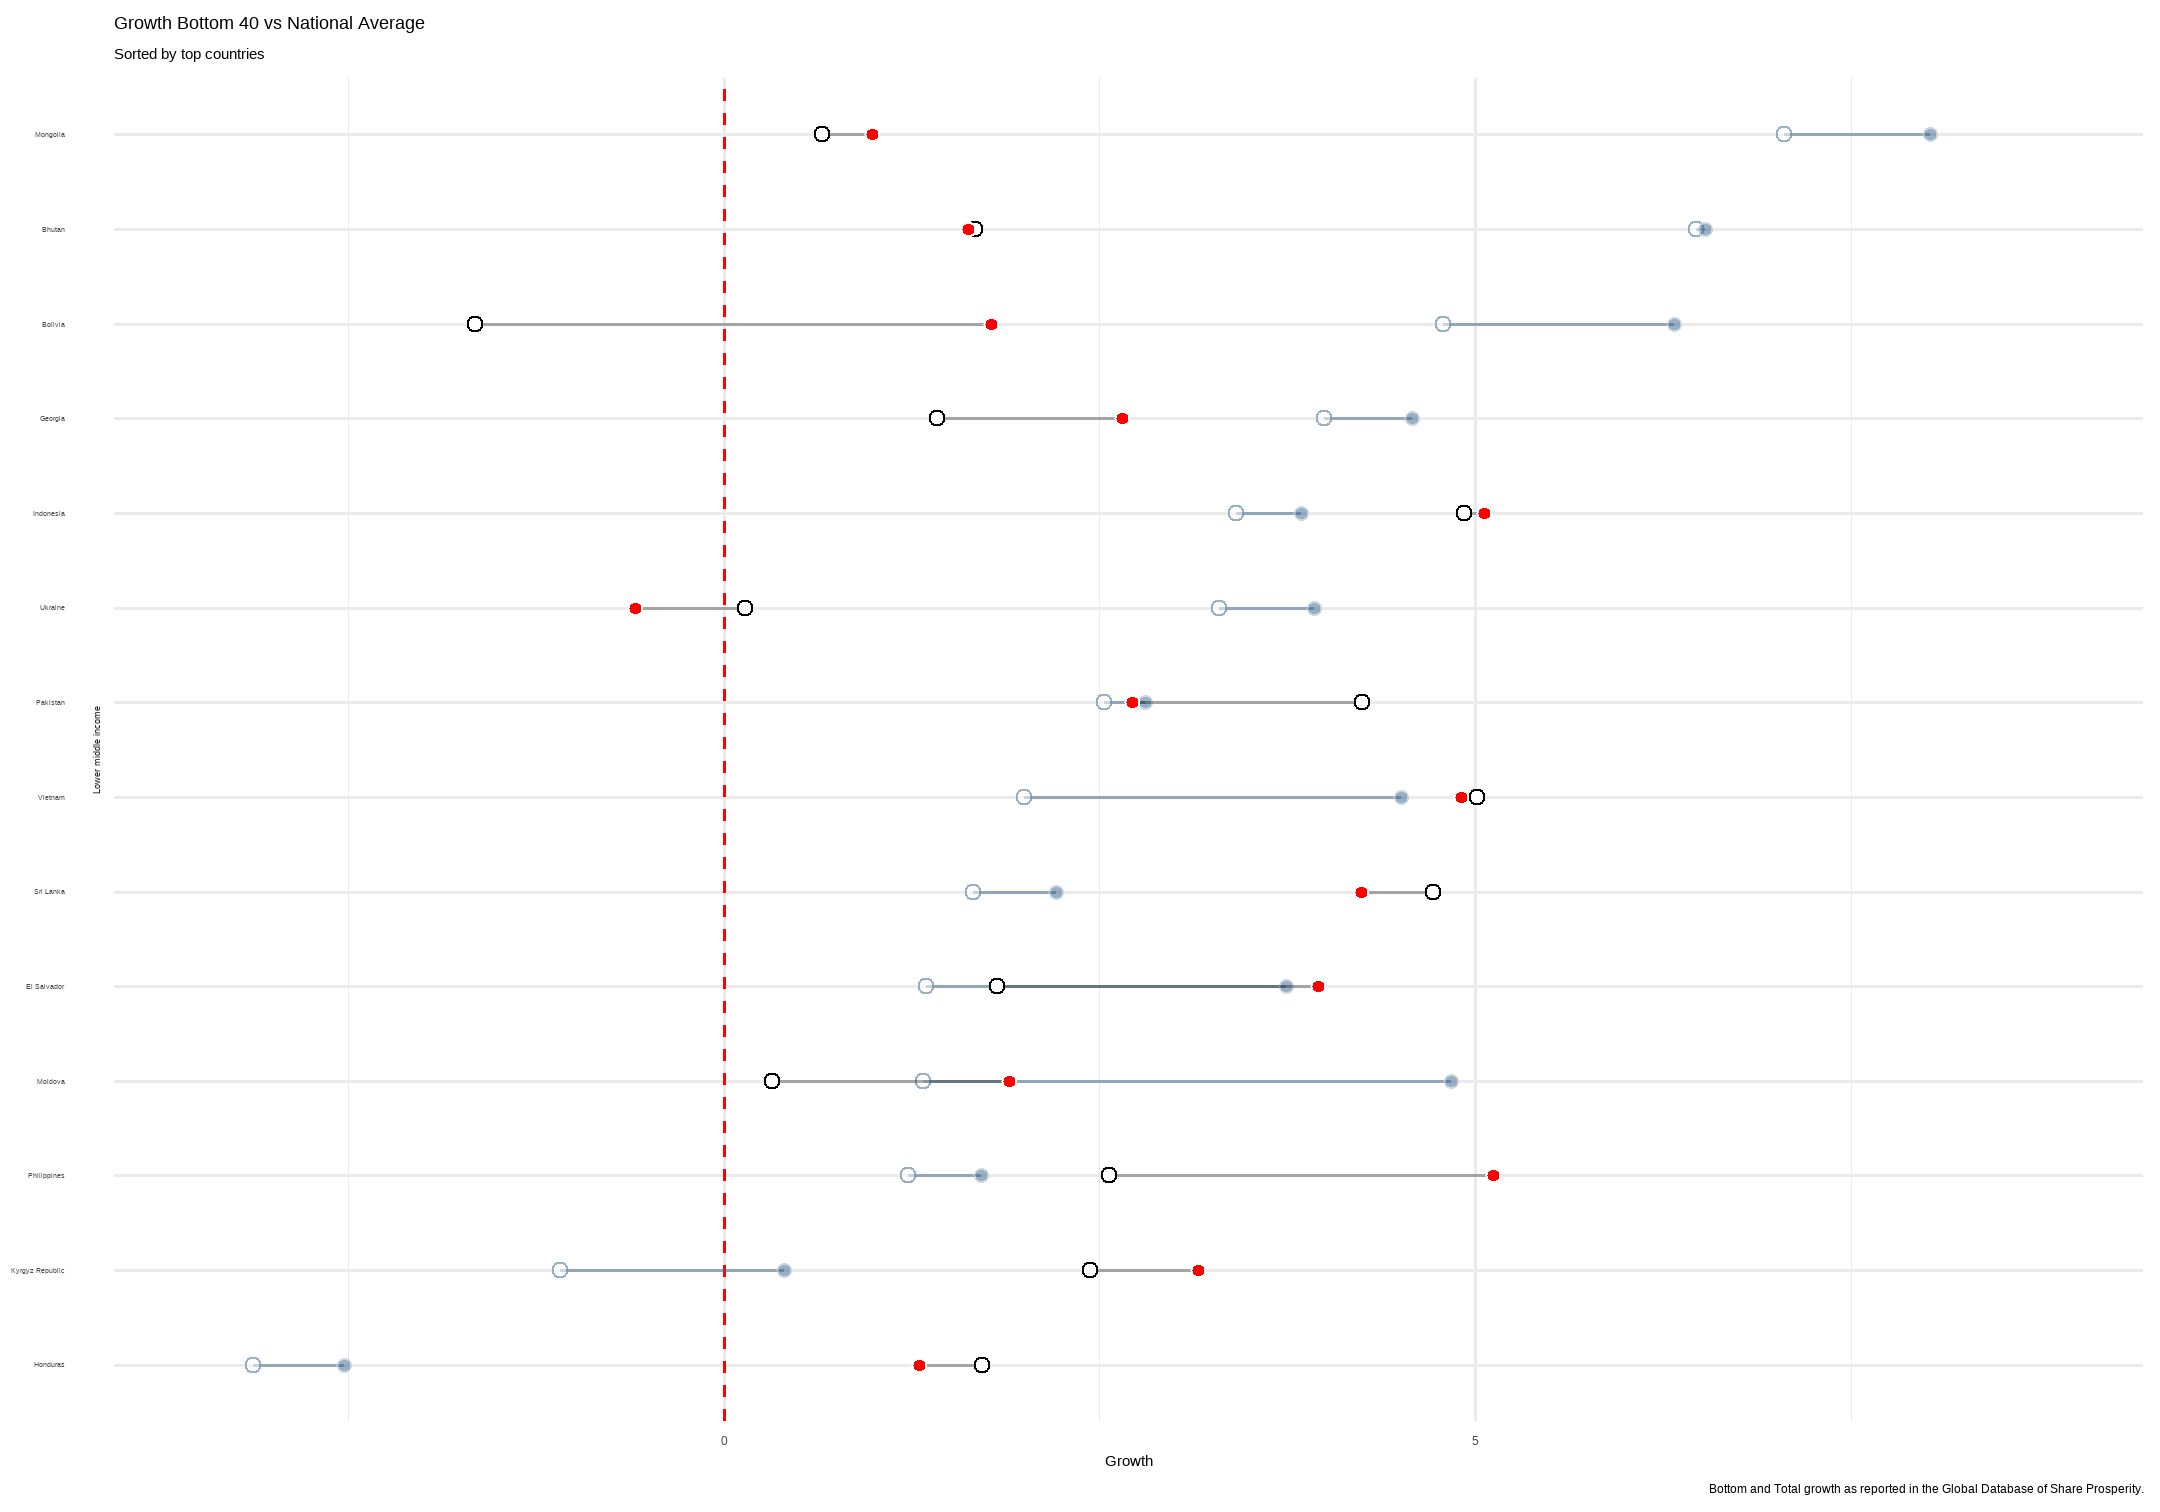 Growth Bottom 40 vs National Average
Sorted by top countries
Mongolia
Bhutan
Bolivia
Georgia
Indonesia
Ukraine
Pakistan
Vietnam
Sri Lanka
El Salvador
Moldova
Philippines
Kyrgyz Republic
Honduras
Lower middle income
0
5
Growth
Bottom and Total growth as reported in the Global Database of Share Prosperity.